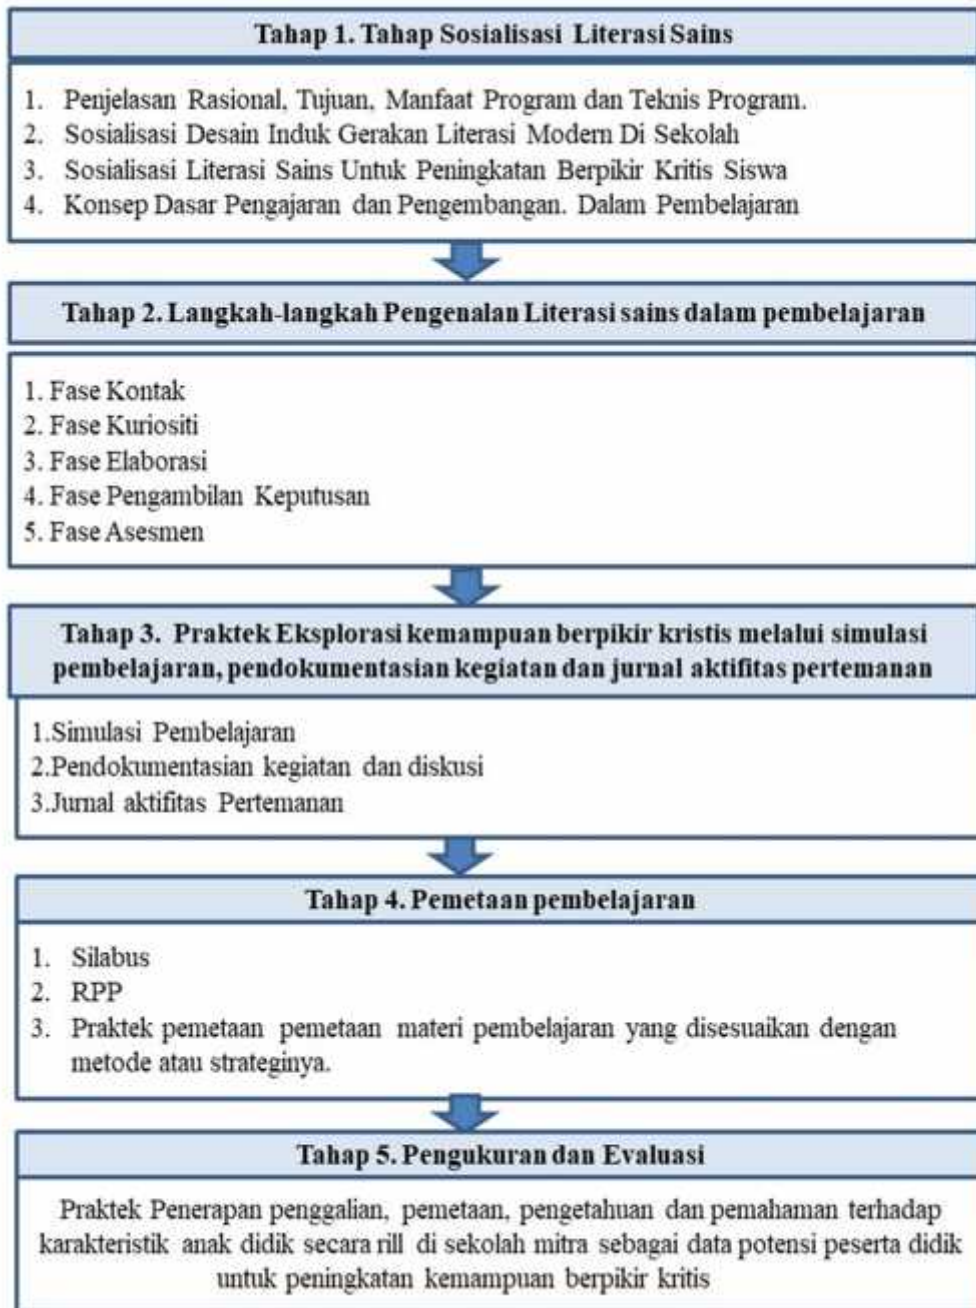 Tahap 1. Tahap Sosialisasi Literasi Sains
1. Penjelasan Rasional, Tujuan, Manfaat Program dan Teknis Program.
2. Sosialisasi Desain Induk Gerakan Literasi Modern Di Sekolah
3. Sosialisasi Literasi Sains Untuk Peningkatan Berpikir Kritis Siswa
4. Konsep Dasar Pengajaran dan Pengembangan. Dalam Pembelajaran
Tahap 2. Langkah-langkah Pengenalan Literasi sains dalam pembelajaran
1. Fase Kontak
2. Fase Kuriositi
3. Fase Elaborasi
4. Fase Pengambilan Keputusan
5. Fase Asesmen
Tahap 3. Praktek Eksplorasi kemampuan berpikir kristis melalui simulasi
pembelajaran, pendokumentasian kegiatan dan jurnal aktifitas pertemanan
1.Simulasi Pembelajaran
2.Pendokumentasian kegiatan dan diskusi
3.Jurnal aktifitas Pertemanan
Tahap 4. Pemetaan pembelajaran
1. Silabus
2. RPP
3. Praktek pemetaan pemetaan materi pembelajaran yang disesuaikan dengan
metode atau strateginya.
Tahap 5. Pengukuran dan Evaluasi
Praktek Penerapan penggalian, pemetaan, pengetahuan dan pemahaman terhadap
karakteristik anak didik secara rill di sekolah mitra sebagai data potensi peserta didik
untuk peningkatan kemampuan berpikir kritis